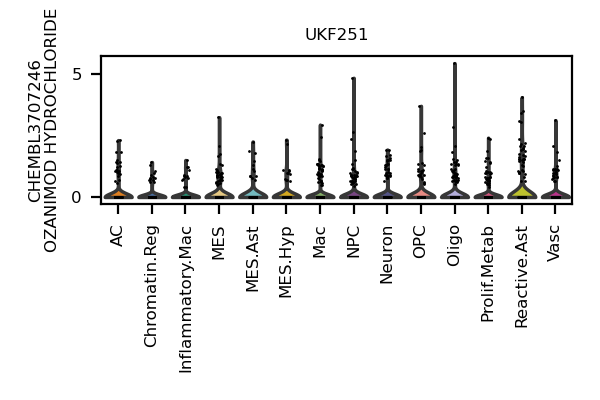 UKF251
CHEMBL3707246
OZANIMOD HYDROCHLORIDE
5
0
AC
Chromatin.Reg
Inflammatory.Mac
MES
MES.Ast
MES.Hyp
Mac
NPC
Neuron
OPC
Oligo
Prolif.Metab
Reactive.Ast
Vasc